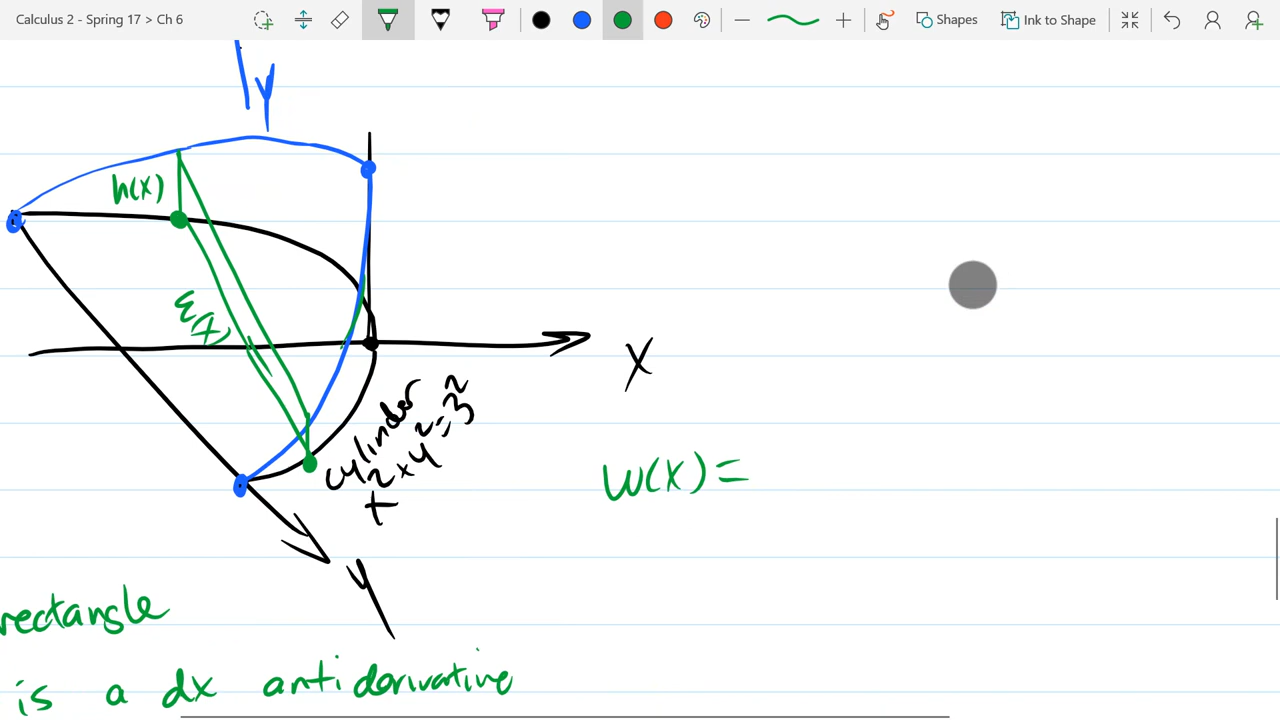 Calculus 2 - Spring 17 > Ch 6
Shapes
Ink to Shape
y
h(x)
w(x)
x
cylinder
x² + y² = 3²
w(x) =
y
rectangle
is a dx antiderivative